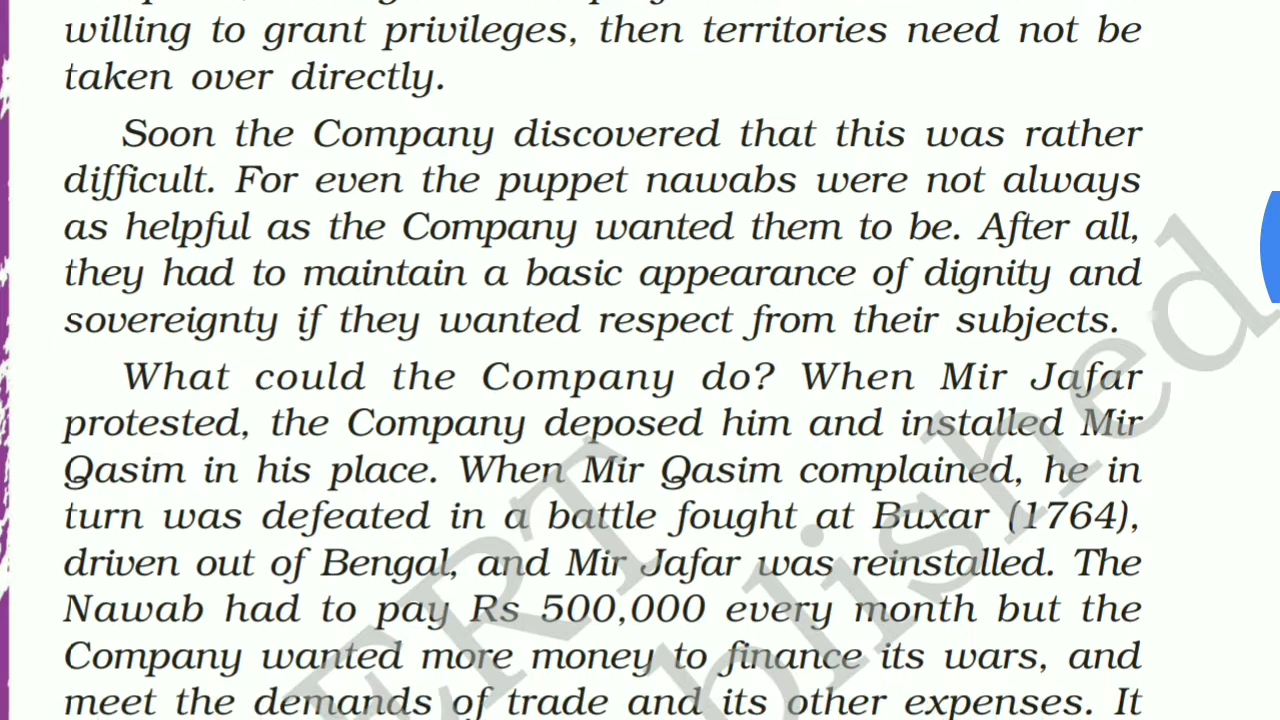 willing to grant privileges, then territories need not be
taken over directly.
Soon the Company discovered that this was rather
difficult. For even the puppet nawabs were not always
as helpful as the Company wanted them to be. After all,
they had to maintain a basic appearance of dignity and
sovereignty if they wanted respect from their subjects.
What could the Company do? When Mir Jafar
protested, the Company deposed him and installed Mir
Qasim in his place. When Mir Qasim complained, he in
turn was defeated in a battle fought at Buxar (1764),
driven out of Bengal, and Mir Jafar was reinstalled. The
Nawab had to pay Rs 500,000 every month but the
Company wanted more money to finance its wars, and
meet the demands of trade and its other expenses. It